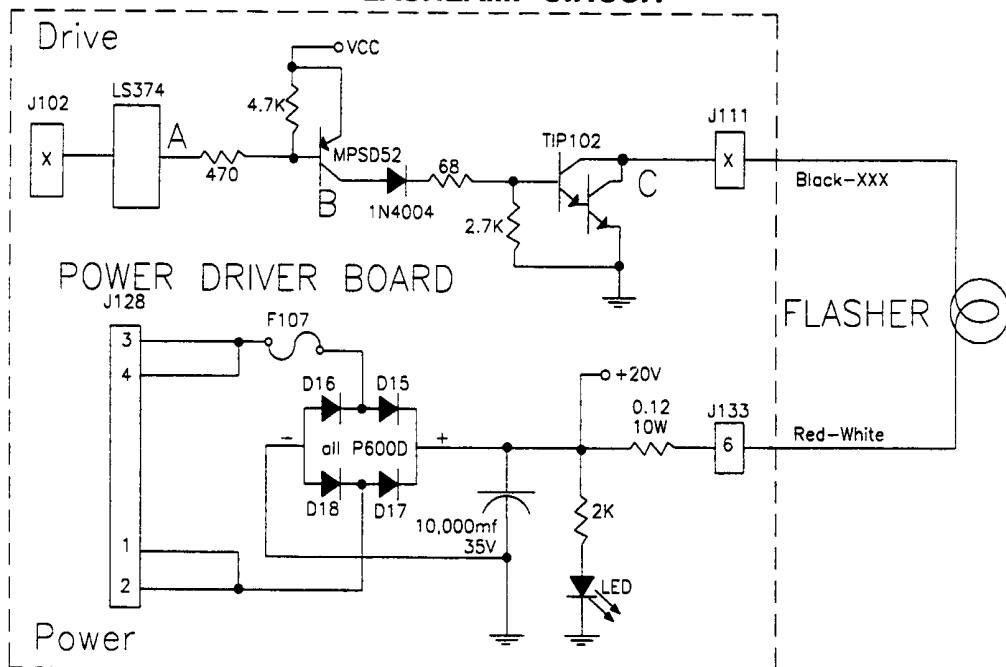 Drive
VCC
LS374
J102
4.7K
A
X
470
MPSD52
B
1N4004
68
TIP102
2.7K
C
J111
X
Black-XXX
POWER DRIVER BOARD
FLASHER
J128
3
4
F107
D16
D15
-
+
all P600D
D18
D17
+20V
0.12
10W
J133
6
Red-White
10,000mf
35V
2K
LED
1
2
Power